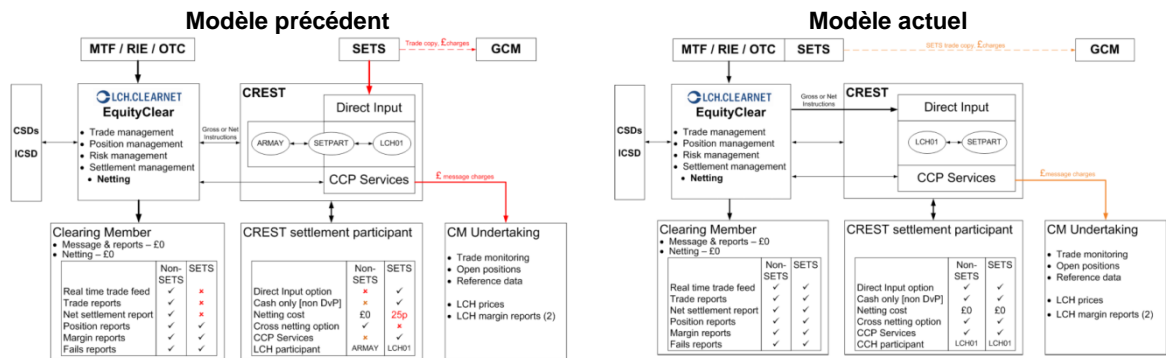 Modèle précédent
MTF / RIE / OTC
SETS
Trade copy, £charges
GCM
CSDs
ICSD
LCH.CLEARNET
EquityClear
• Trade management
• Position management
• Risk management
• Settlement management
• Netting
Gross or Net
Instructions
CREST
Direct Input
ARMAY
SETPART
LCH01
CCP Services
£ message charges
Clearing Member
• Message & reports – £0
• Netting – £0
Non-SETS SETS
Real time trade feed ✓ ×
Trade reports ✓ ×
Net settlement report ✓ ×
Position reports ✓ ✓
Margin reports ✓ ✓
Fails reports ✓ ✓
CREST settlement participant
Non-SETS SETS
Direct Input option × ✓
Cash only [non DvP] × ✓
Netting cost £0 25p
Cross netting option ✓ ×
CCP Services × ✓
LCH participant ARMAY LCH01
CM Undertaking
• Trade monitoring
• Open positions
• Reference data
• LCH prices
• LCH margin reports (2)
Modèle actuel
MTF / RIE / OTC SETS
SETS trade copy, £charges
GCM
CSDs
ICSD
LCH.CLEARNET
EquityClear
• Trade management
• Position management
• Risk management
• Settlement management
• Netting
Gross or Net
Instructions
CREST
Direct Input
LCH01
SETPART
CCP Services
£message charges
Clearing Member
• Message & reports – £0
• Netting – £0
Non-SETS SETS
Real time trade feed ✓ ✓
Trade reports ✓ ✓
Net settlement report ✓ ✓
Position reports ✓ ✓
Margin reports ✓ ✓
Fails reports ✓ ✓
CREST settlement participant
Non-SETS SETS
Direct Input option ✓ ✓
Cash only [non DvP] ✓ ✓
Netting cost £0 £0
Cross netting option ✓ ✓
CCP Services ✓ ✓
CCH participant LCH01 LCH01
CM Undertaking
• Trade monitoring
• Open positions
• Reference data
• LCH prices
• LCH margin reports (2)